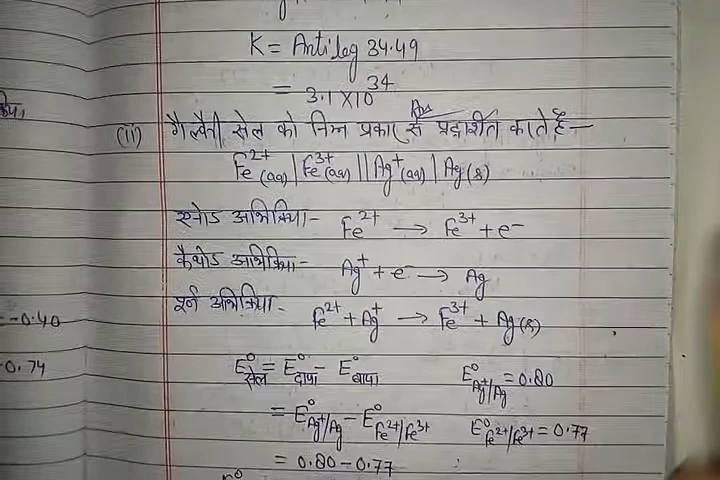 K = Antilog 34.49
= 3.1 × 10³⁴ Ans
(ii) गैल्वैनी सेल को निम्न प्रकार से प्रदर्शित करते हैं -
Fe²⁺(aq) | Fe³⁺(aq) || Ag⁺(aq) | Ag(s)
एनोड अभिक्रिया - Fe²⁺ → Fe³⁺ + e⁻
कैथोड अभिक्रिया - Ag⁺ + e⁻ → Ag
पूर्ण अभिक्रिया - Fe²⁺ + Ag⁺ → Fe³⁺ + Ag(s)
= -0.40
0.74
E°सेल = E°दायां - E°बायां E°Ag⁺/Ag = 0.80
= E°Ag⁺/Ag - E°Fe²⁺/Fe³⁺ E°Fe²⁺/Fe³⁺ = 0.77
= 0.80 - 0.77